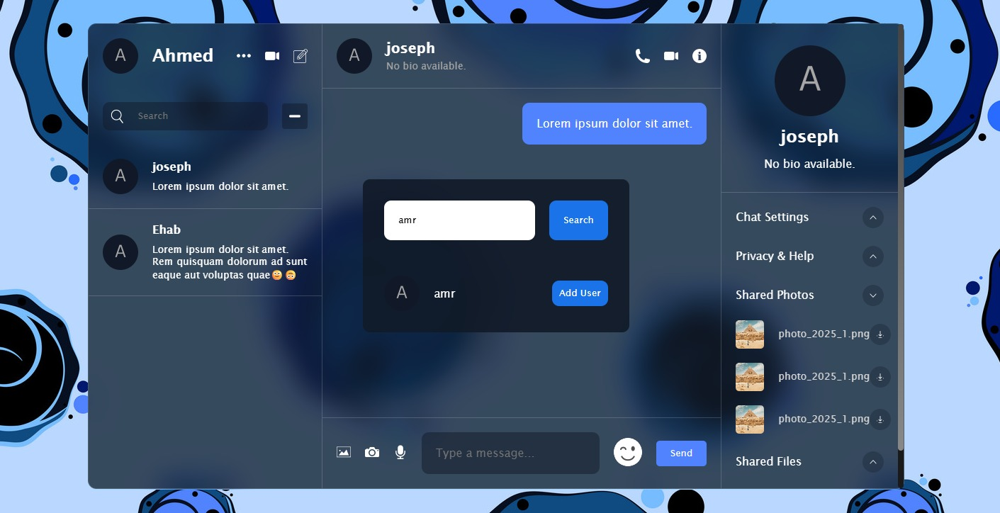 A
Ahmed
Search
A
joseph
Lorem ipsum dolor sit amet.
A
Ehab
Lorem ipsum dolor sit amet.
Rem quisquam dolorum ad sunt
eaque aut voluptas quae🙄🙃
A
joseph
No bio available.
Lorem ipsum dolor sit amet.
amr
Search
A
amr
Add User
Type a message...
Send
A
joseph
No bio available.
Chat Settings
Privacy & Help
Shared Photos
photo_2025_1.png
photo_2025_1.png
photo_2025_1.png
Shared Files